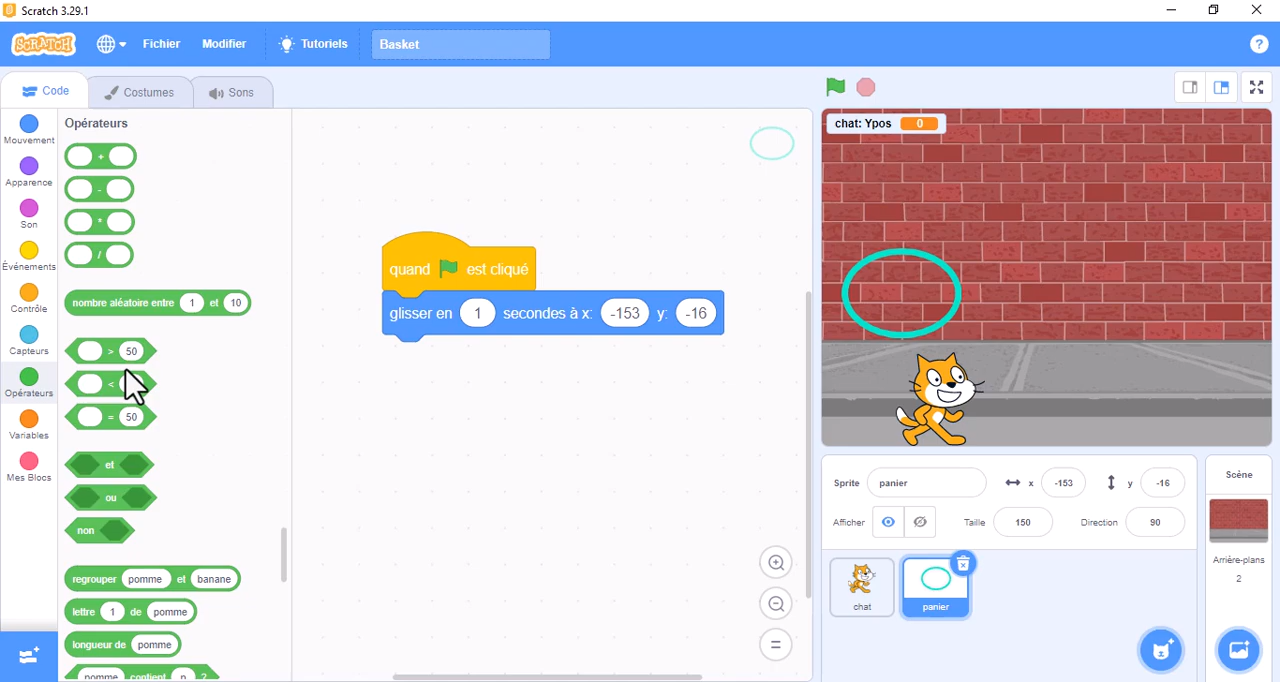 Scratch 3.29.1
SCRATCH Fichier Modifier Tutoriels Basket ?
Code Costumes Sons
Mouvement
Apparence
Son
Événements
Contrôle
Capteurs
Opérateurs
Variables
Mes Blocs
Opérateurs
+
-
*
/
nombre aléatoire entre 1 et 10
> 50
<
= 50
et
ou
non
regrouper pomme et banane
lettre 1 de pomme
longueur de pomme
pomme contient p ?
quand est cliqué
glisser en 1 secondes à x: -153 y: -16
chat: Ypos 0
Sprite panier x -153 y -16
Afficher Taille 150 Direction 90
chat
panier
Scène
Arrière-plans
2